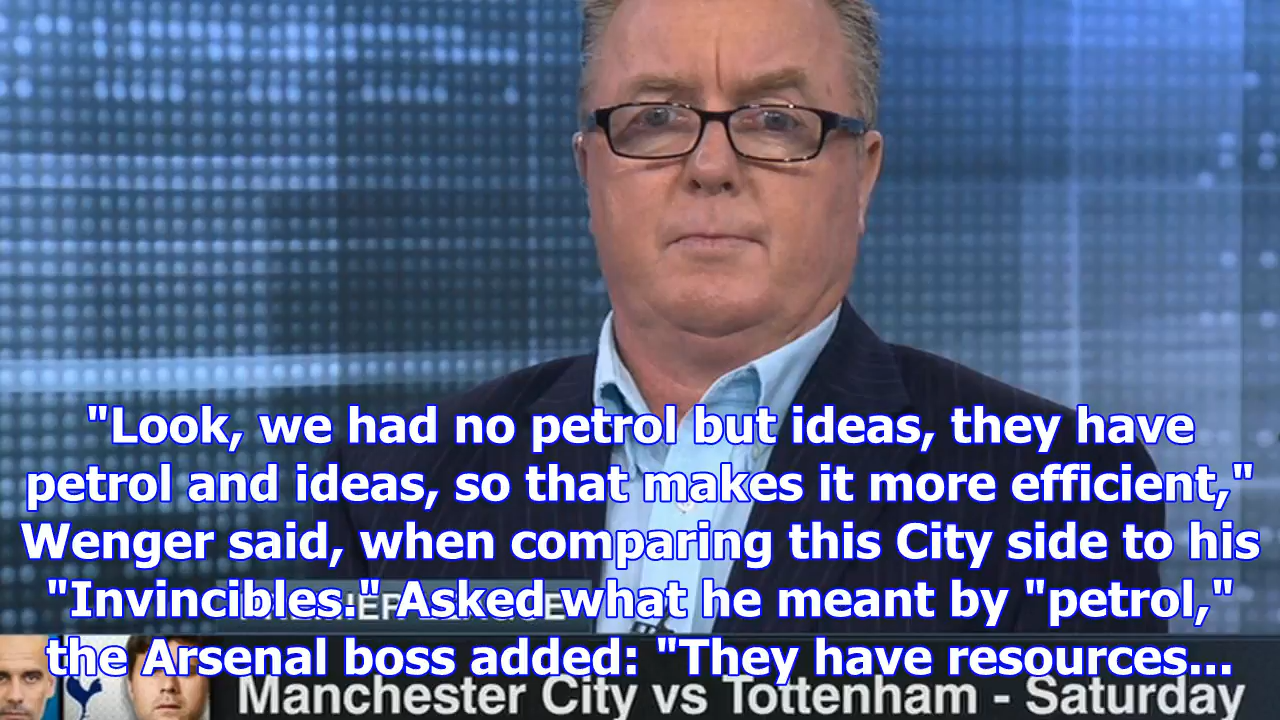 "Look, we had no petrol but ideas, they have
petrol and ideas, so that makes it more efficient,"
Wenger said, when comparing this City side to his
"Invincibles." Asked what he meant by "petrol,"
the Arsenal boss added: "They have resources...
Manchester City vs Tottenham - Saturday